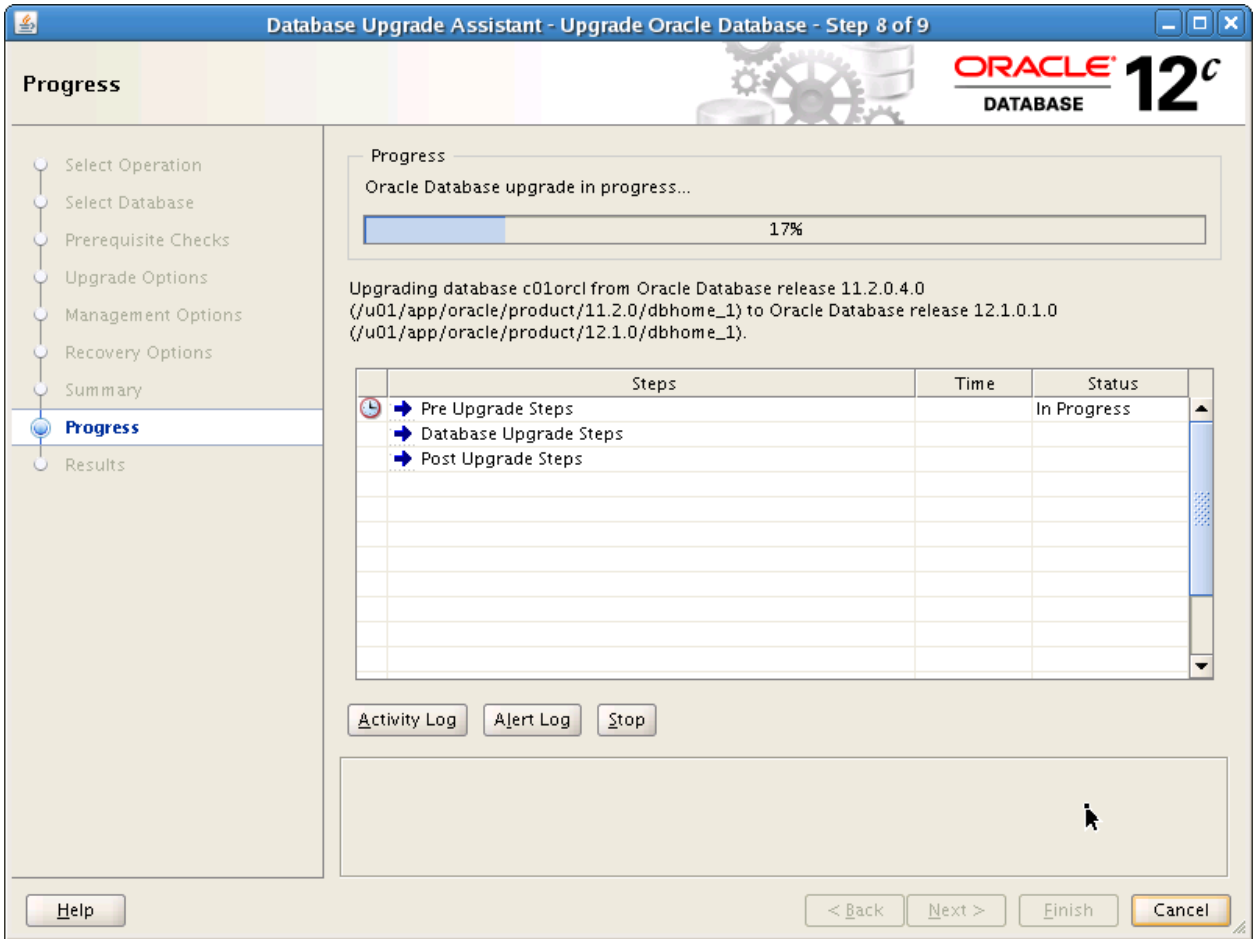 Database Upgrade Assistant - Upgrade Oracle Database - Step 8 of 9
Progress
ORACLE
DATABASE
12c
Select Operation
Select Database
Prerequisite Checks
Upgrade Options
Management Options
Recovery Options
Summary
Progress
Results
Progress
Oracle Database upgrade in progress...
17%
Upgrading database c01orcl from Oracle Database release 11.2.0.4.0
(/u01/app/oracle/product/11.2.0/dbhome_1) to Oracle Database release 12.1.0.1.0
(/u01/app/oracle/product/12.1.0/dbhome_1).
Steps Time Status
Pre Upgrade Steps In Progress
Database Upgrade Steps
Post Upgrade Steps
Activity Log Alert Log Stop
Help < Back Next > Finish Cancel